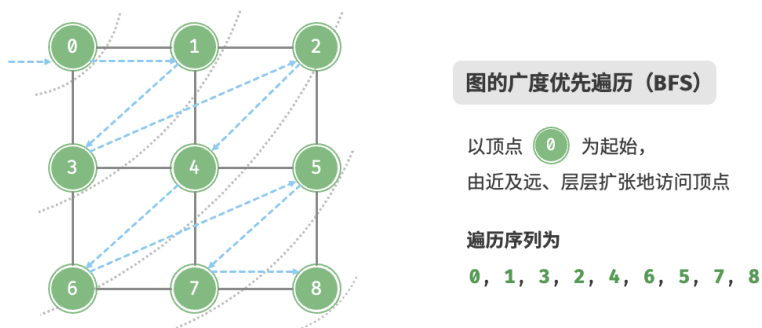 0 1 2
3 4 5
6 7 8
图的广度优先遍历（BFS）
以顶点 0 为起始，
由近及远、层层扩张地访问顶点
遍历序列为
0, 1, 3, 2, 4, 6, 5, 7, 8